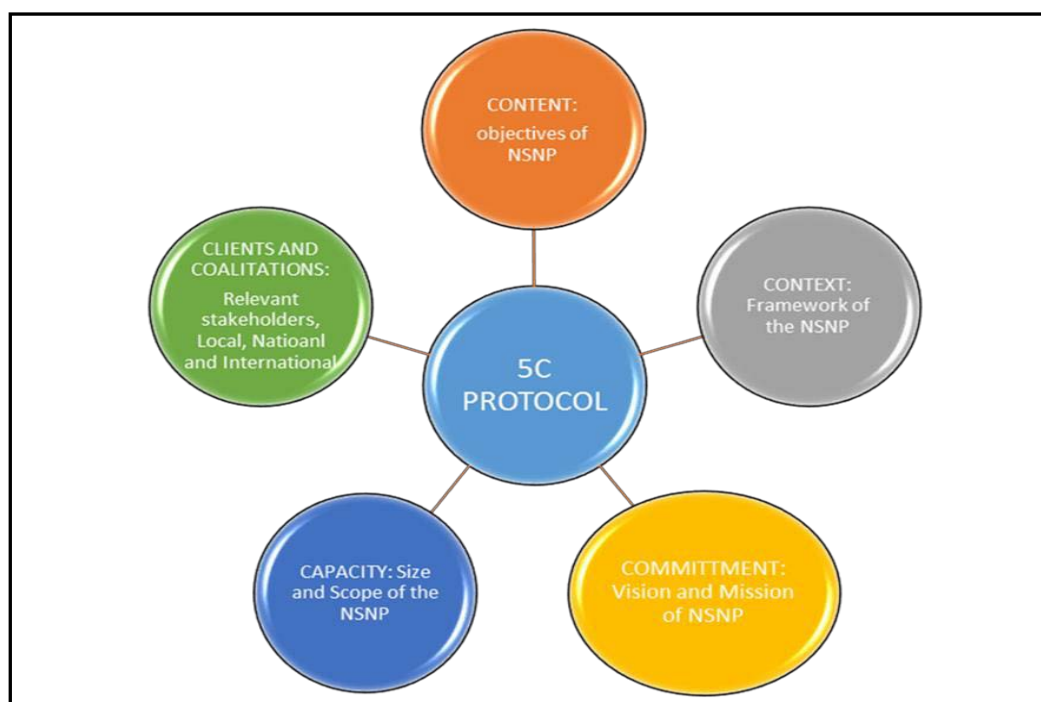 CONTENT:
objectives of
NSNP
CLIENTS AND
COALITATIONS:
Relevant
stakeholders,
Local, Natioanl
and International
CONTEXT:
Framework of
the NSNP
5C
PROTOCOL
CAPACITY: Size
and Scope of the
NSNP
COMMITTMENT:
Vision and Mission
of NSNP